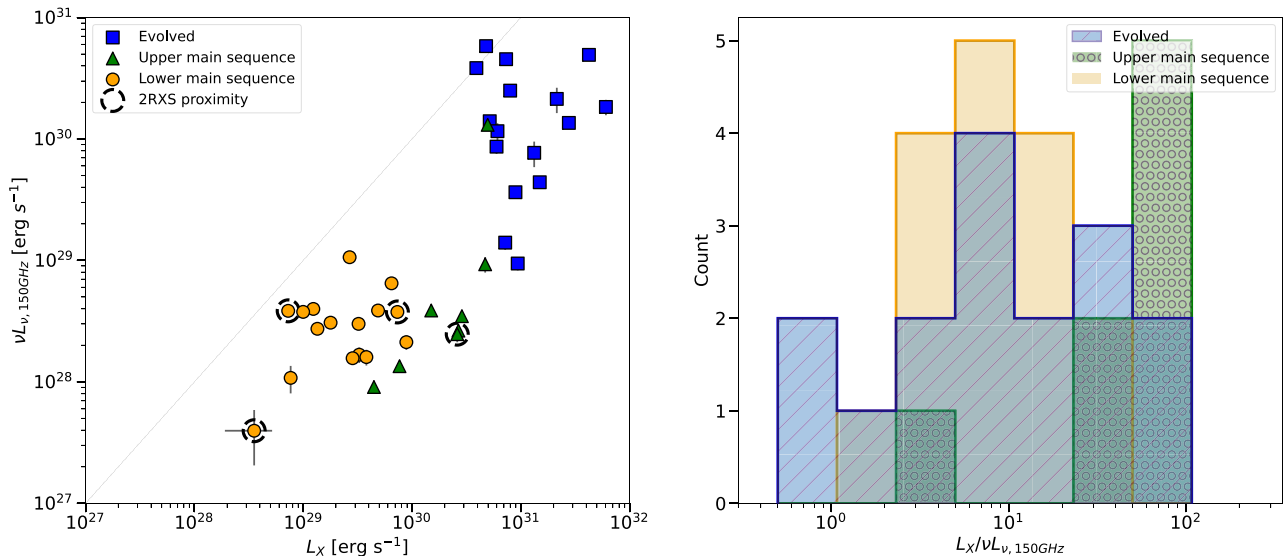 10^31
10^30
10^29
10^28
10^27
νL_ν,150GHz [erg s^−1]
Evolved
Upper main sequence
Lower main sequence
2RXS proximity
10^27 10^28 10^29 10^30 10^31 10^32
L_X [erg s^−1]
5
4
3
2
1
0
Count
Evolved
Upper main sequence
Lower main sequence
10^0 10^1 10^2
L_X/νL_ν,150GHz